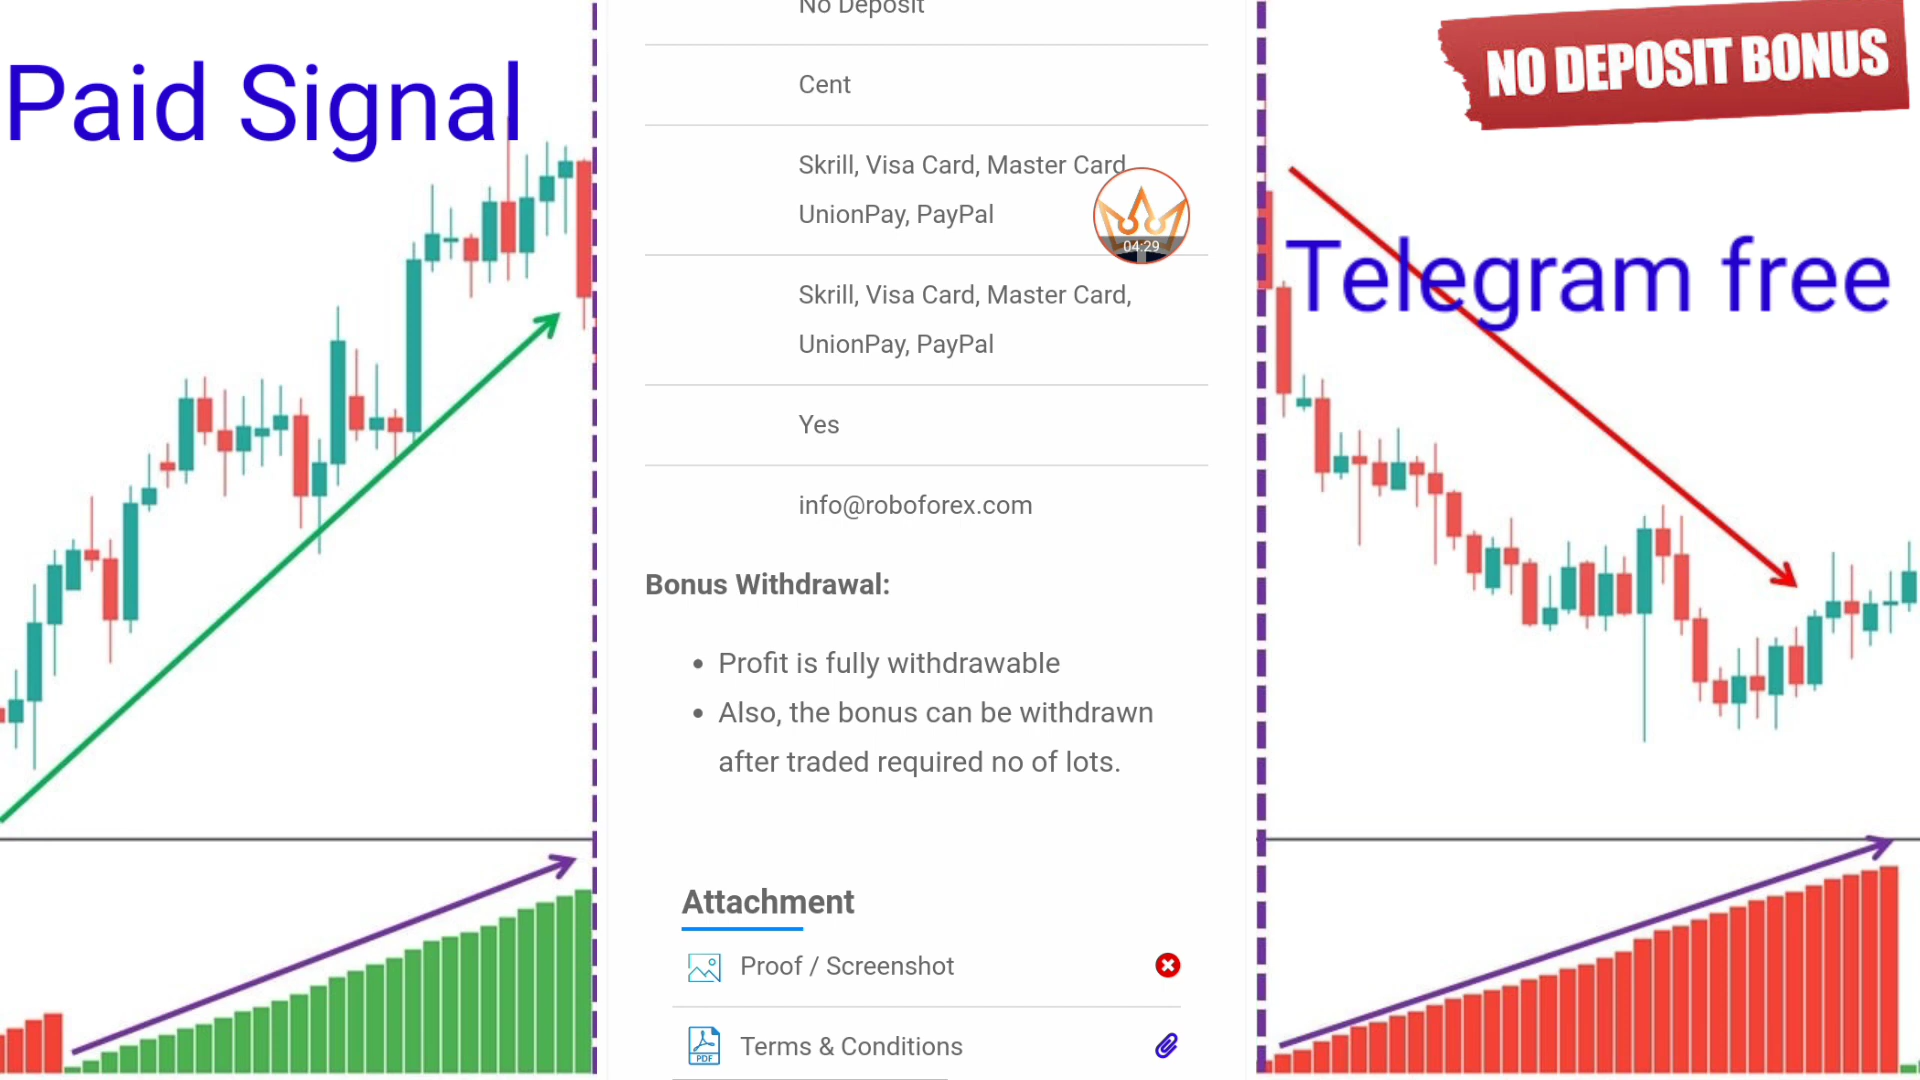 Paid Signal
No Deposit
Cent
Skrill, Visa Card, Master Card
UnionPay, PayPal
04:29
Skrill, Visa Card, Master Card,
UnionPay, PayPal
Yes
info@roboforex.com
Bonus Withdrawal:
Profit is fully withdrawable
Also, the bonus can be withdrawn
after traded required no of lots.
Attachment
Proof / Screenshot
PDF
Terms & Conditions
NO DEPOSIT BONUS
Telegram free